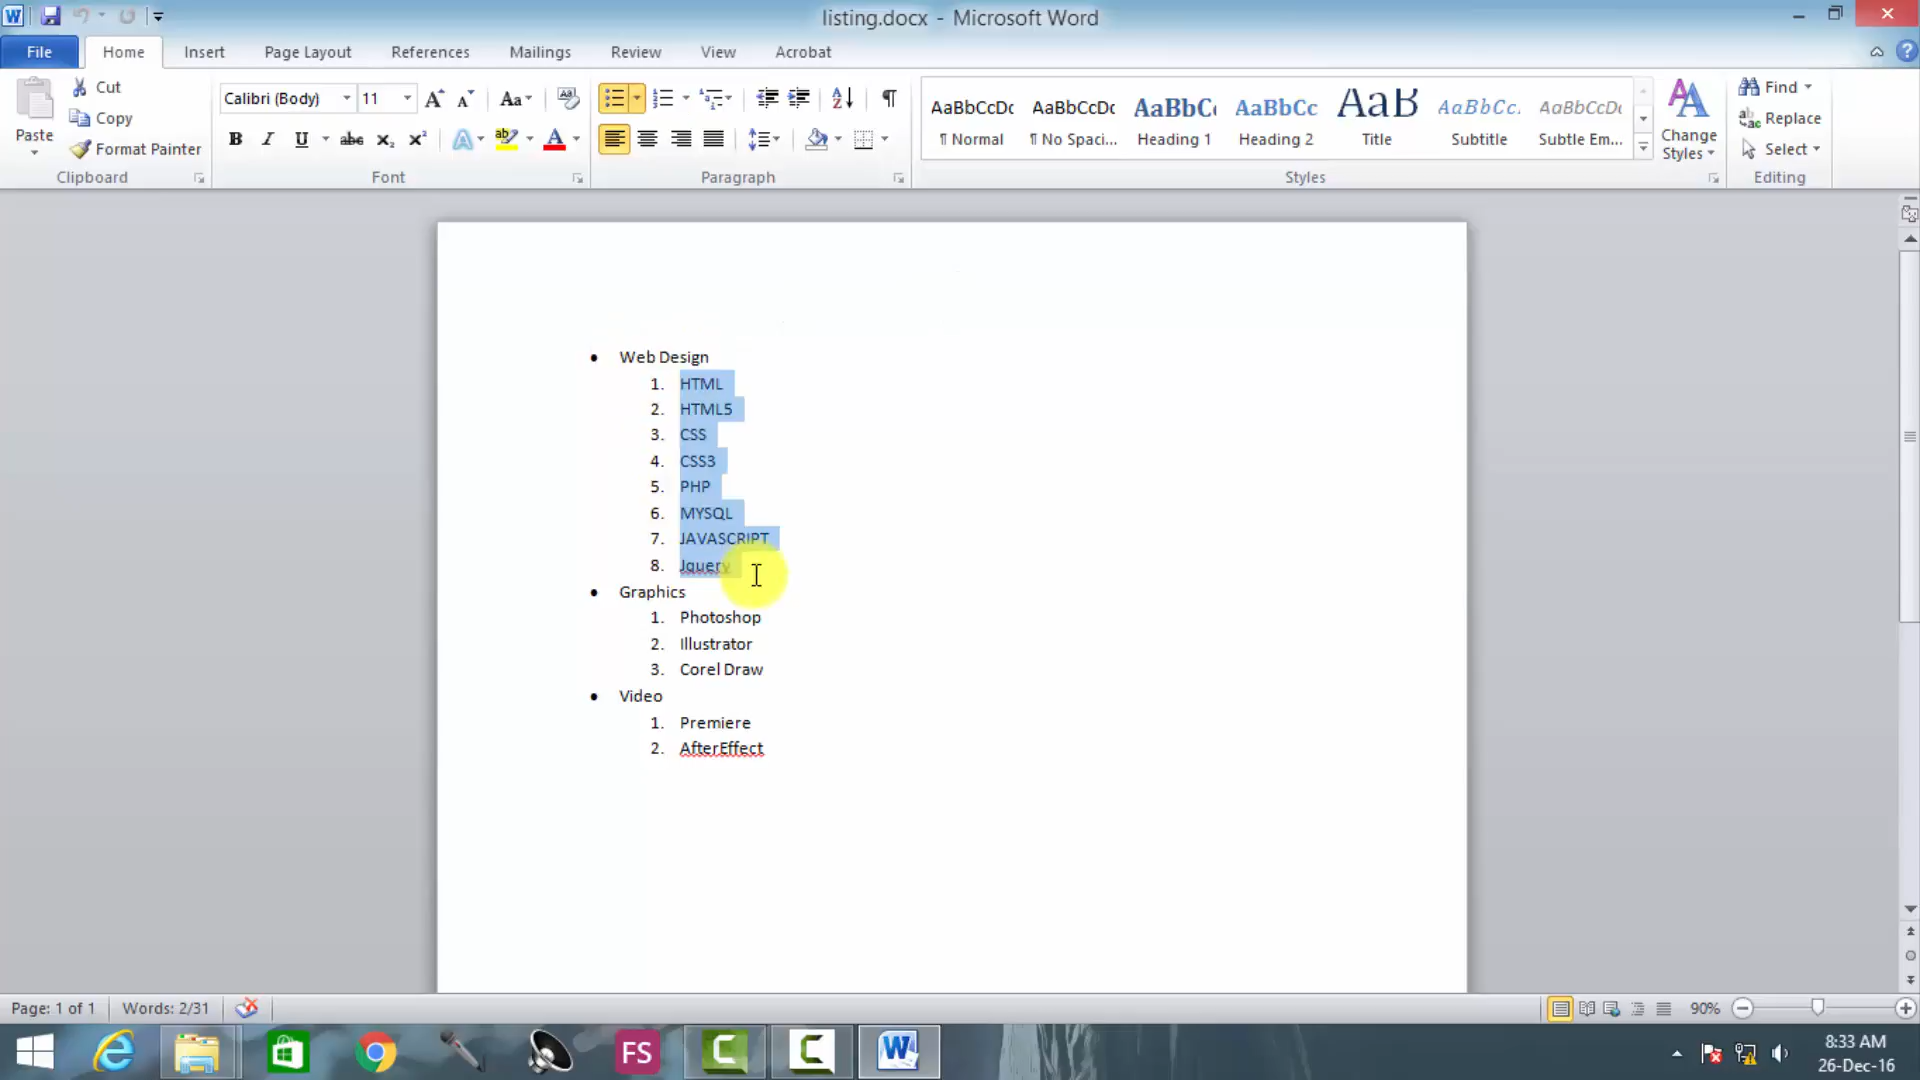 listing.docx - Microsoft Word
File Home Insert Page Layout References Mailings Review View Acrobat
Paste
Cut
Copy
Format Painter
Clipboard
Calibri (Body) 11
Font
Paragraph
AaBbCcDc AaBbCcDc AaBbC AaBbCc AaB AaBbCc. AaBbCcDc
¶ Normal ¶ No Spaci... Heading 1 Heading 2 Title Subtitle Subtle Em...
Styles
Change Styles
Find
Replace
Select
Editing
• Web Design
1. HTML
2. HTML5
3. CSS
4. CSS3
5. PHP
6. MYSQL
7. JAVASCRIPT
8. Jquery
• Graphics
1. Photoshop
2. Illustrator
3. Corel Draw
• Video
1. Premiere
2. AfterEffect
Page: 1 of 1 Words: 2/31 90%
FS
8:33 AM
26-Dec-16